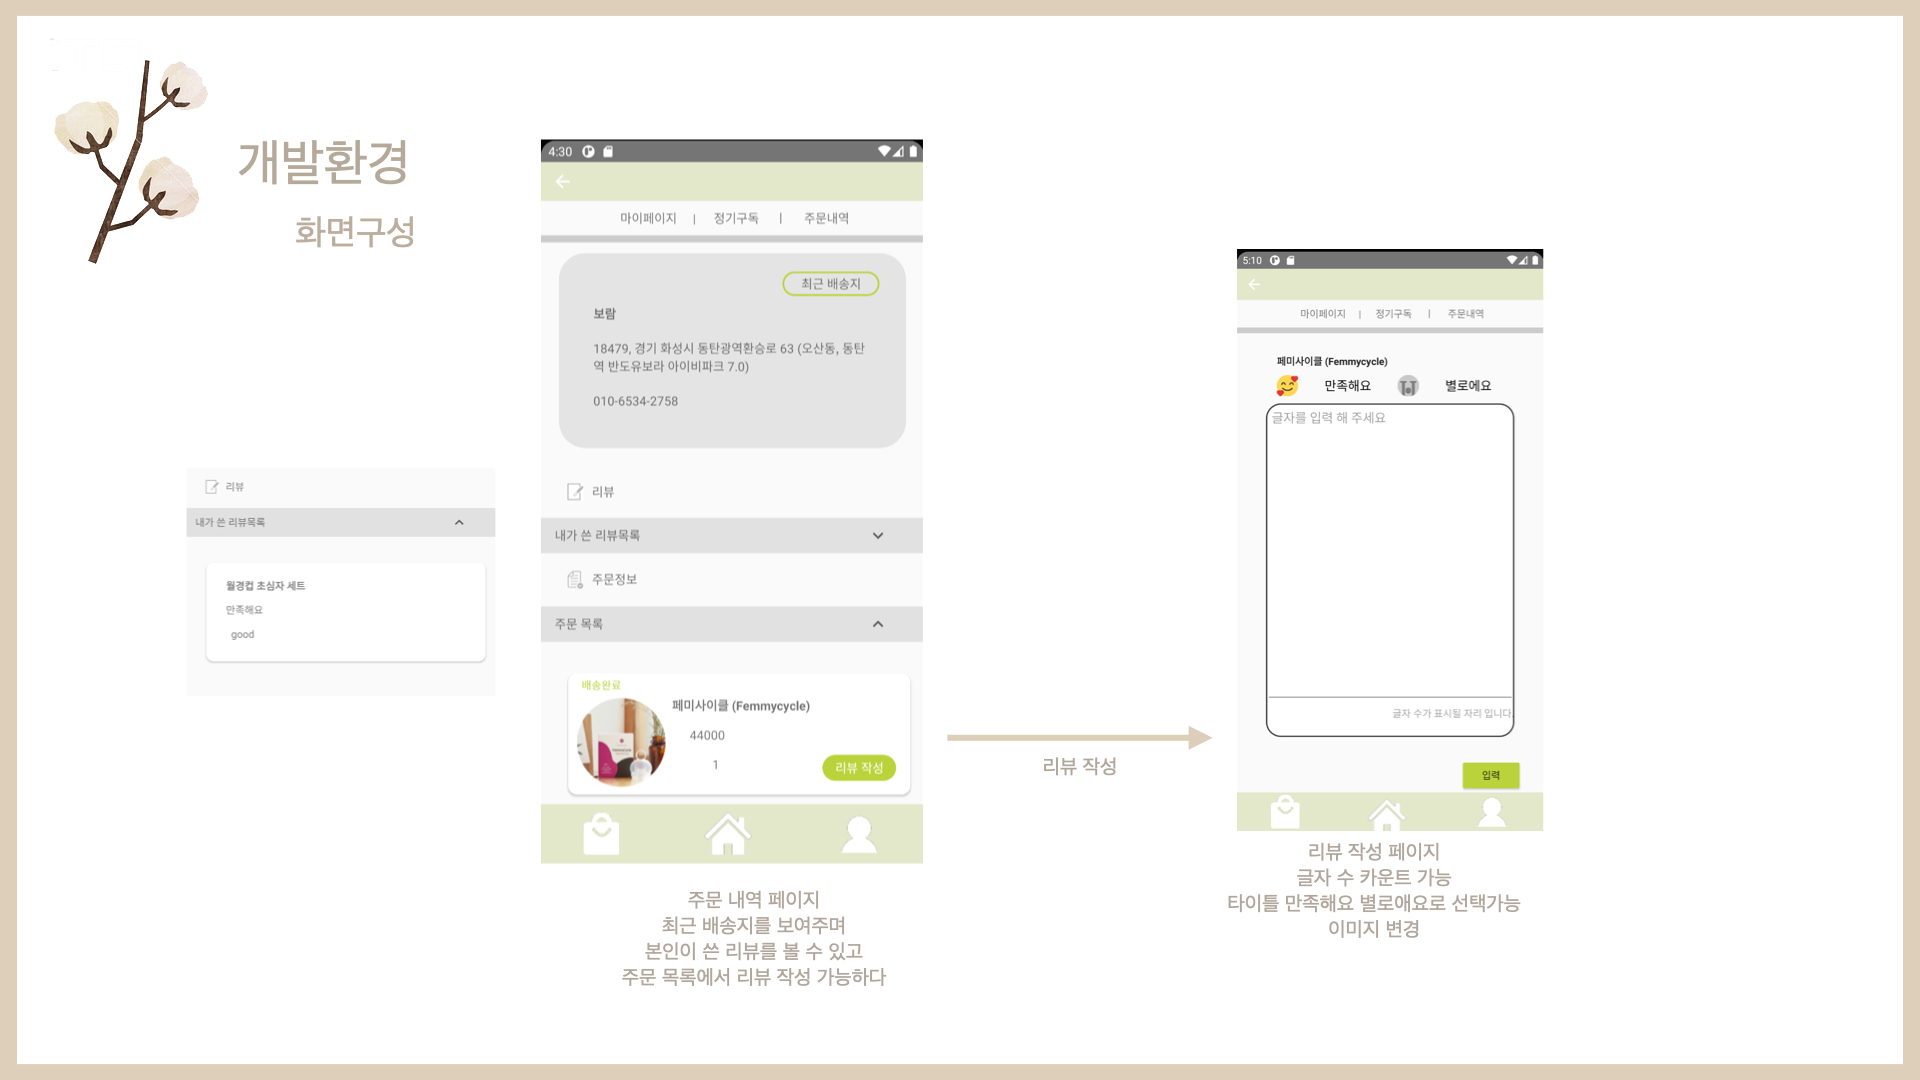 개발환경
화면구성
리뷰
내가 쓴 리뷰목록
월경컵 초심자 세트
만족해요
good
4:30
마이페이지 | 정기구독 | 주문내역
최근 배송지
보람
18479, 경기 화성시 동탄광역환승로 63 (오산동, 동탄
역 반도유보라 아이비파크 7.0)
010-6534-2758
리뷰
내가 쓴 리뷰목록
주문정보
주문 목록
배송완료
페미사이클 (Femmycycle)
44000
1
리뷰 작성
주문 내역 페이지
최근 배송지를 보여주며
본인이 쓴 리뷰를 볼 수 있고
주문 목록에서 리뷰 작성 가능하다
리뷰 작성
5:10
마이페이지 | 정기구독 | 주문내역
페미사이클 (Femmycycle)
만족해요 별로에요
글자를 입력 해 주세요
글자 수가 표시될 자리 입니다.
입력
리뷰 작성 페이지
글자 수 카운트 가능
타이틀 만족해요 별로애요로 선택가능
이미지 변경